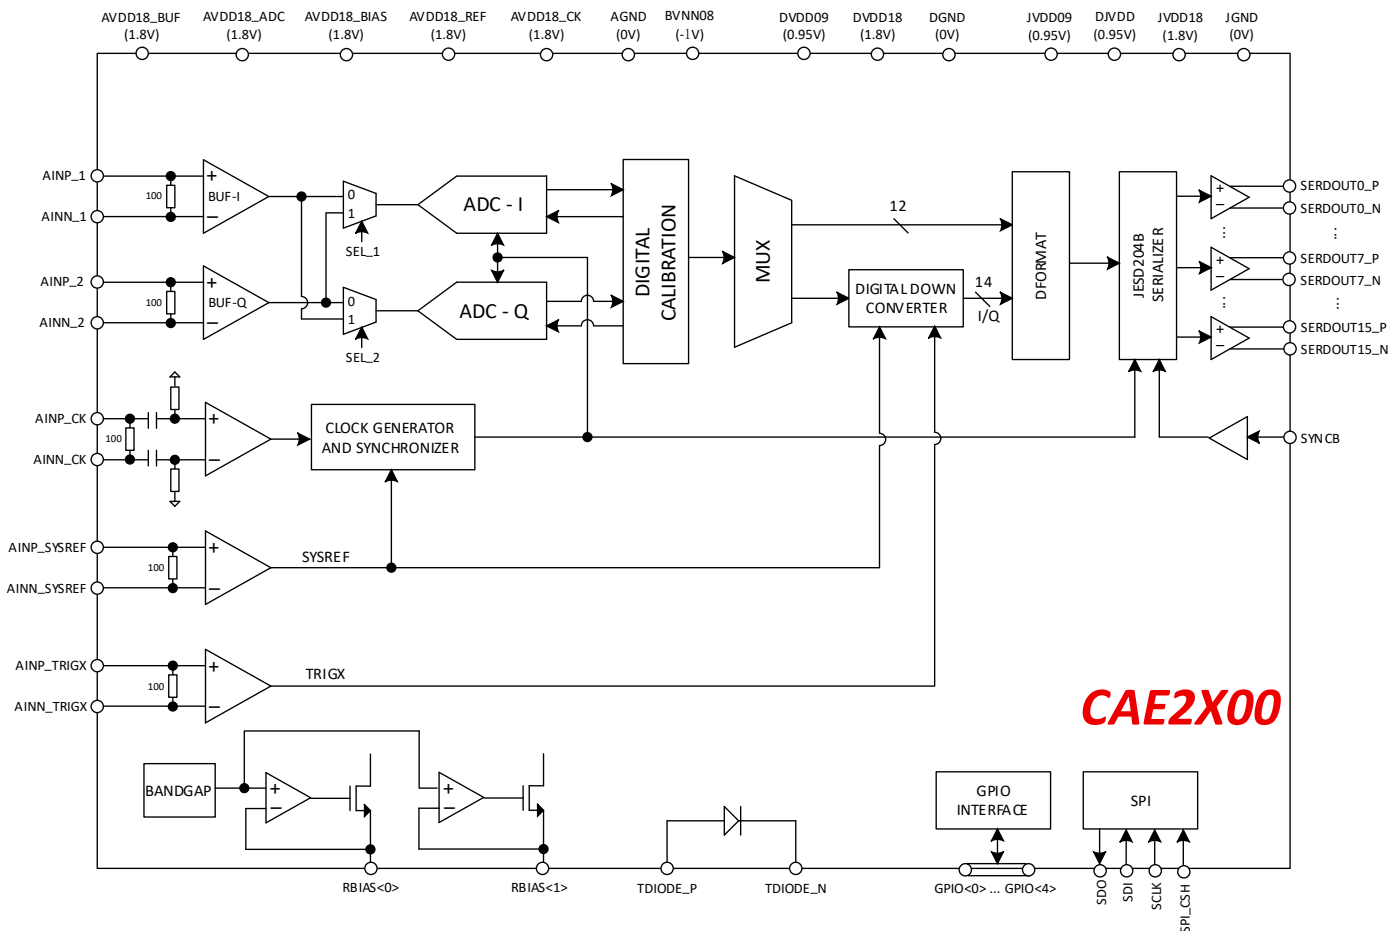 AVDD18_BUF
(1.8V)
AVDD18_ADC
(1.8V)
AVDD18_BIAS
(1.8V)
AVDD18_REF
(1.8V)
AVDD18_CK
(1.8V)
AGND
(0V)
BVNN08
(-1V)
DVDD09
(0.95V)
DVDD18
(1.8V)
DGND
(0V)
JVDD09
(0.95V)
DJVDD
(0.95V)
JVDD18
(1.8V)
JGND
(0V)
AINP_1
AINN_1
100
+
BUF-I
−
0
1
SEL_1
ADC - I
AINP_2
AINN_2
100
+
BUF-Q
−
0
1
SEL_2
ADC - Q
DIGITAL
CALIBRATION
MUX
12
DIGITAL DOWN
CONVERTER
14
I/Q
DFORMAT
JESD204B
SERIALIZER
+
−
SERDOUT0_P
SERDOUT0_N
⋮
⋮
+
−
SERDOUT7_P
SERDOUT7_N
⋮
⋮
+
−
SERDOUT15_P
SERDOUT15_N
AINP_CK
AINN_CK
100
+
−
CLOCK GENERATOR
AND SYNCHRONIZER
SYNCB
AINP_SYSREF
AINN_SYSREF
100
+
−
SYSREF
AINP_TRIGX
AINN_TRIGX
100
+
−
TRIGX
CAE2X00
BANDGAP
+
−
+
−
RBIAS<0>
RBIAS<1>
TDIODE_P
TDIODE_N
GPIO
INTERFACE
GPIO<0> ... GPIO<4>
SPI
SDO
SDI
SCLK
SPI_CSH